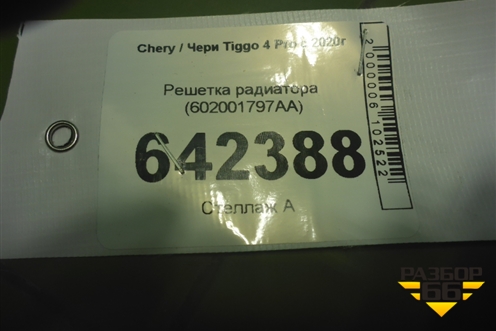 Chery / Чери Tiggo 4 Pro с 2020г
Решетка радиатора
(602001797AA)
642388
Стеллаж А
2000006102522
РАЗБОР
66